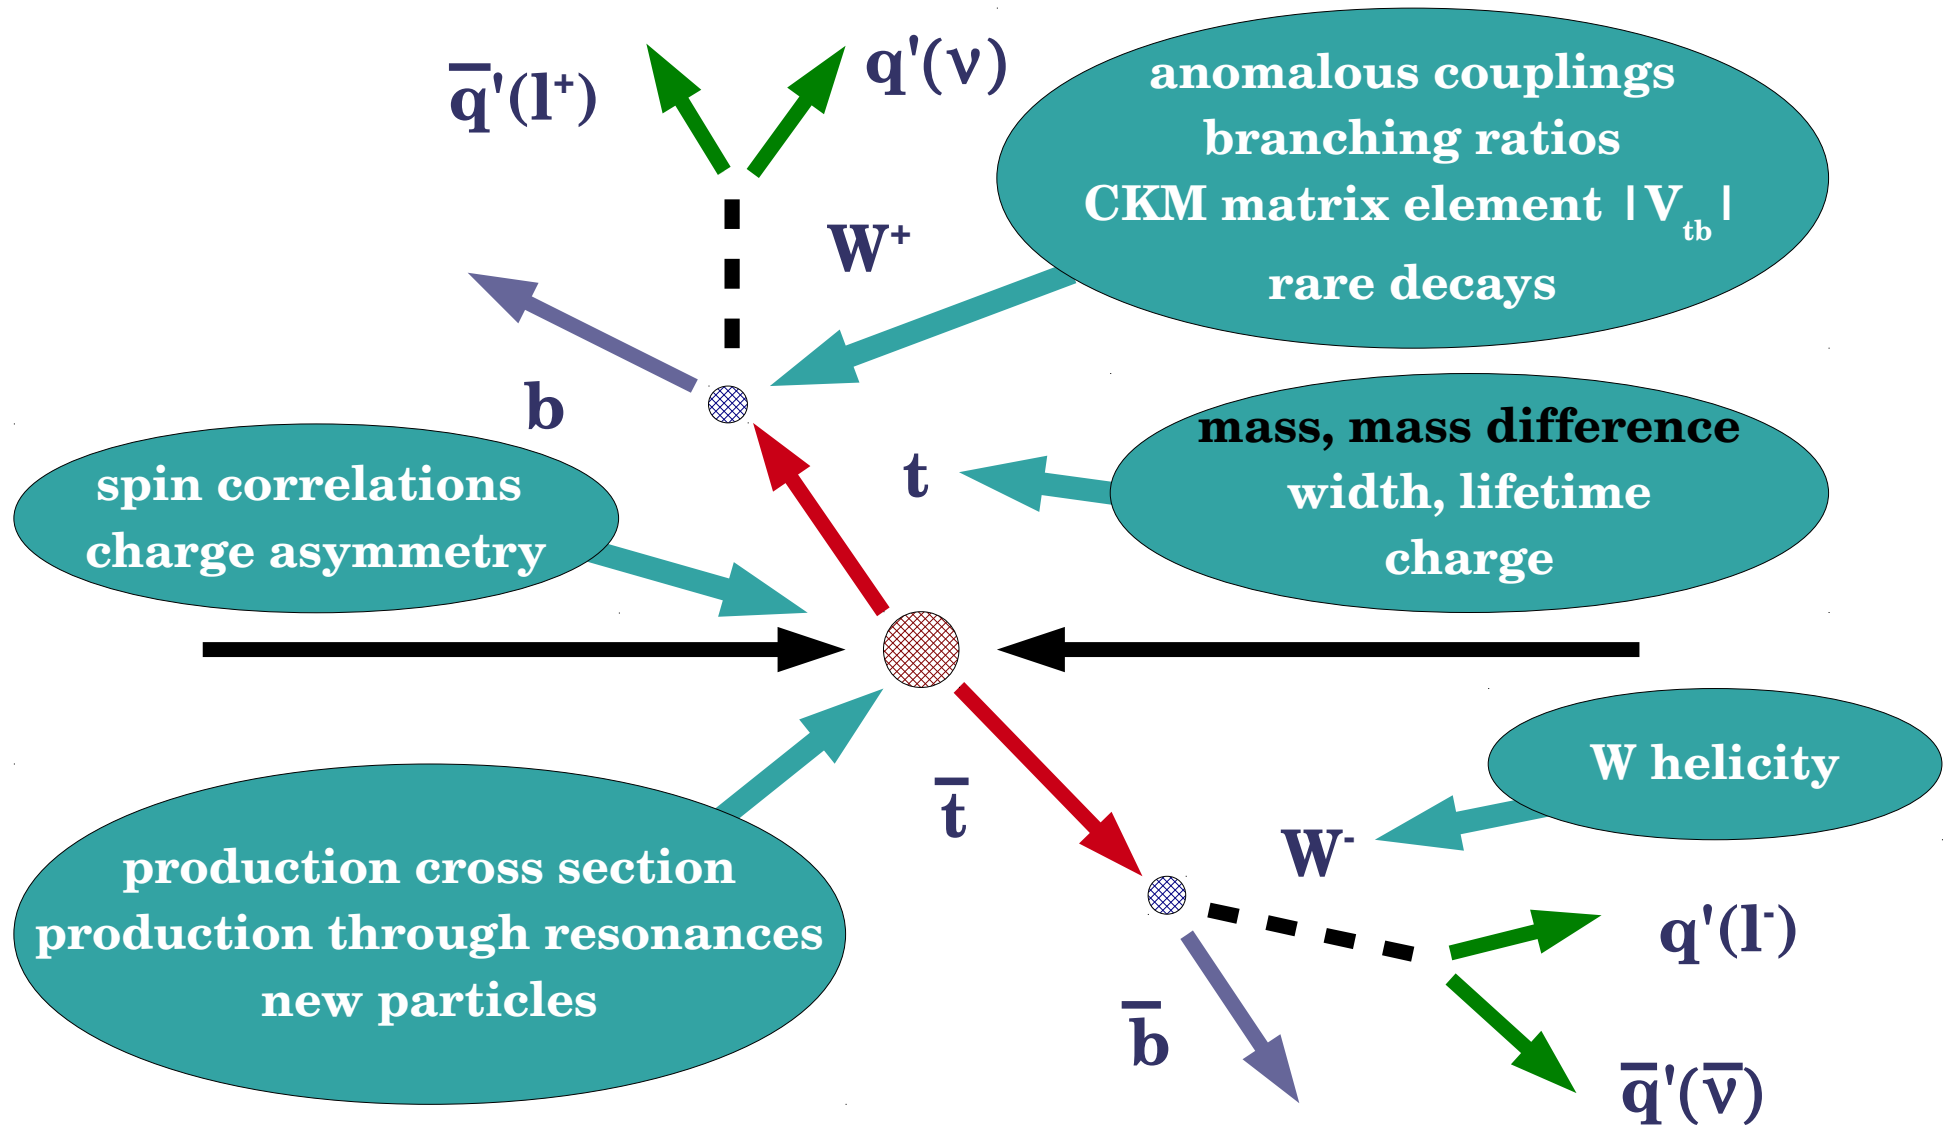 q̅'(l⁺)
q'(ν)
anomalous couplings
branching ratios
CKM matrix element |V_tb|
rare decays
W⁺
b
mass, mass difference
width, lifetime
charge
t
spin correlations
charge asymmetry
W helicity
t̅
W⁻
production cross section
production through resonances
new particles
q'(l⁻)
b̅
q̅'(ν̅)